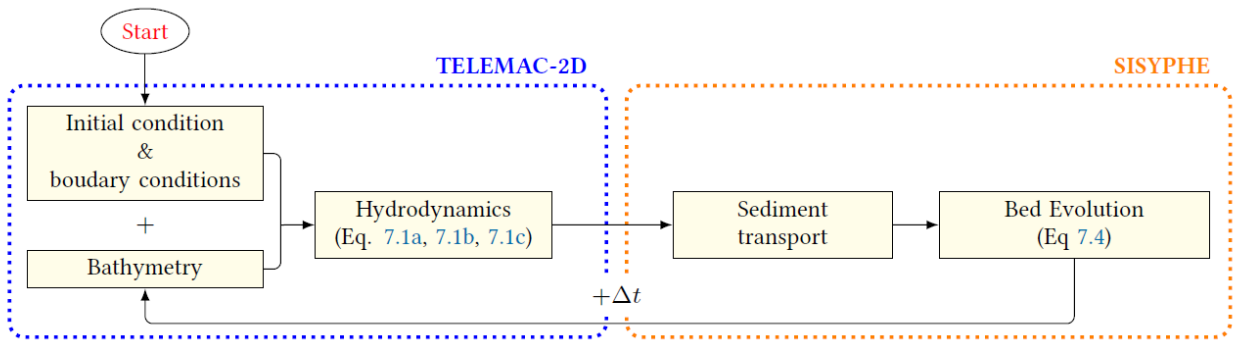 Start
TELEMAC-2D
SISYPHE
Initial condition
&
boudary conditions
+
Bathymetry
Hydrodynamics
(Eq. 7.1a, 7.1b, 7.1c)
Sediment
transport
Bed Evolution
(Eq 7.4)
+Δt